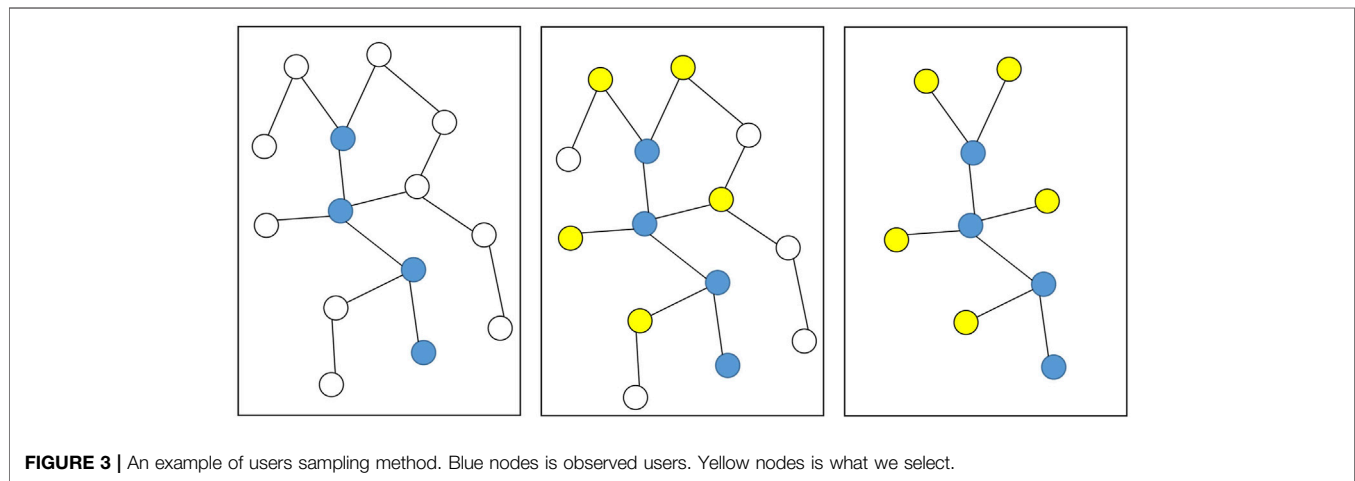 FIGURE 3 | An example of users sampling method. Blue nodes is observed users. Yellow nodes is what we select.